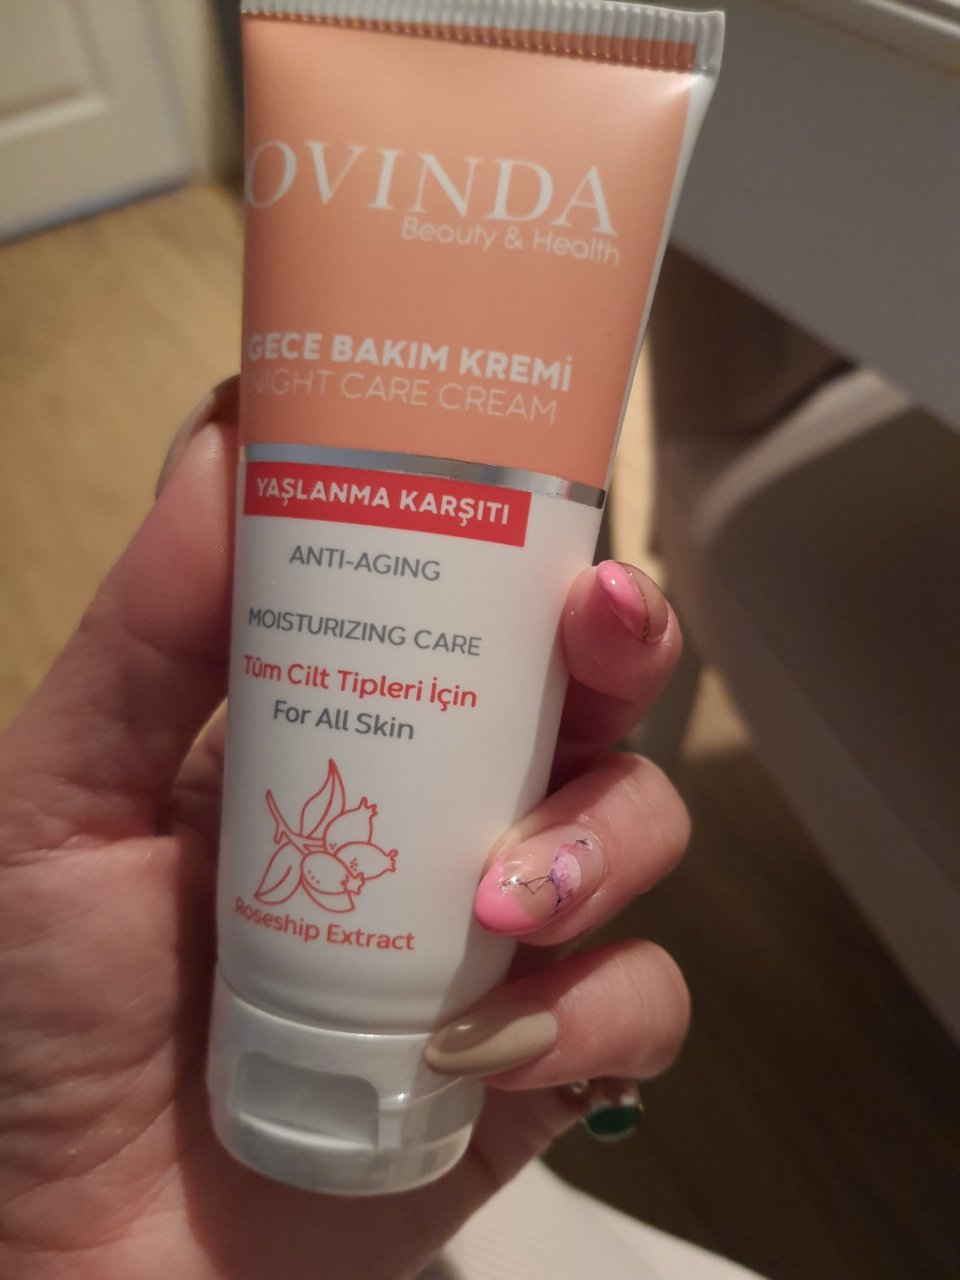 OVINDA
Beauty & Health
GECE BAKIM KREMİ
NIGHT CARE CREAM
YAŞLANMA KARŞITI
ANTI-AGING
MOISTURIZING CARE
Tüm Cilt Tipleri İçin
For All Skin
Roseship Extract